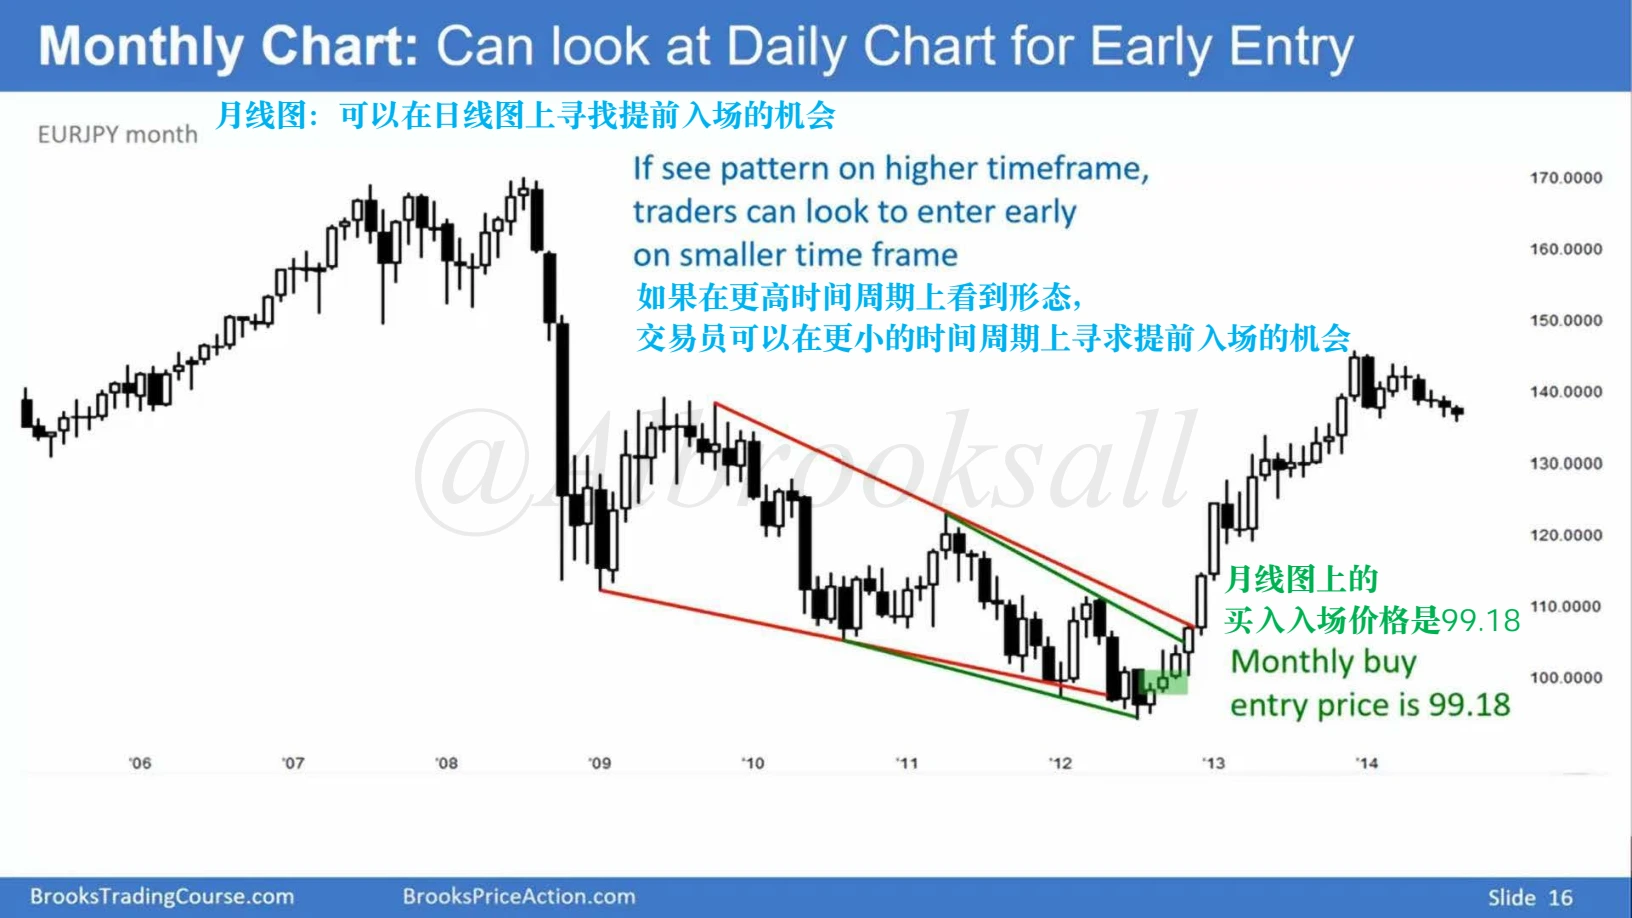 Monthly Chart: Can look at Daily Chart for Early Entry
月线图：可以在日线图上寻找提前入场的机会
EURJPY month
If see pattern on higher timeframe,
traders can look to enter early
on smaller time frame
如果在更高时间周期上看到形态，
交易员可以在更小的时间周期上寻求提前入场的机会
170.0000
160.0000
150.0000
140.0000
130.0000
120.0000
110.0000
100.0000
@Albrooksall
月线图上的
买入入场价格是99.18
Monthly buy
entry price is 99.18
'06 '07 '08 '09 '10 '11 '12 '13 '14
BrooksTradingCourse.com BrooksPriceAction.com Slide 16